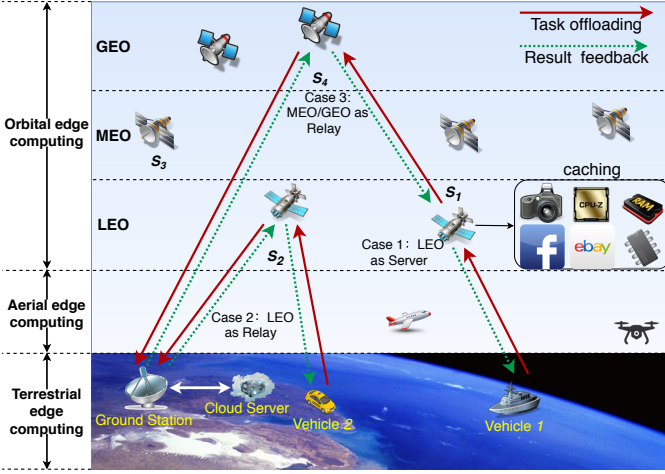 GEO
Task offloading
Result feedback
S4
Case 3:
MEO/GEO as
Relay
Orbital edge
computing
MEO
S3
caching
S1
CPU-Z
RAM
LEO
Case 1: LEO
as Server
f
ebay
S2
Case 2: LEO
as Relay
Aerial edge
computing
Terrestrial
edge
computing
Ground Station
Cloud Server
Vehicle 2
Vehicle 1